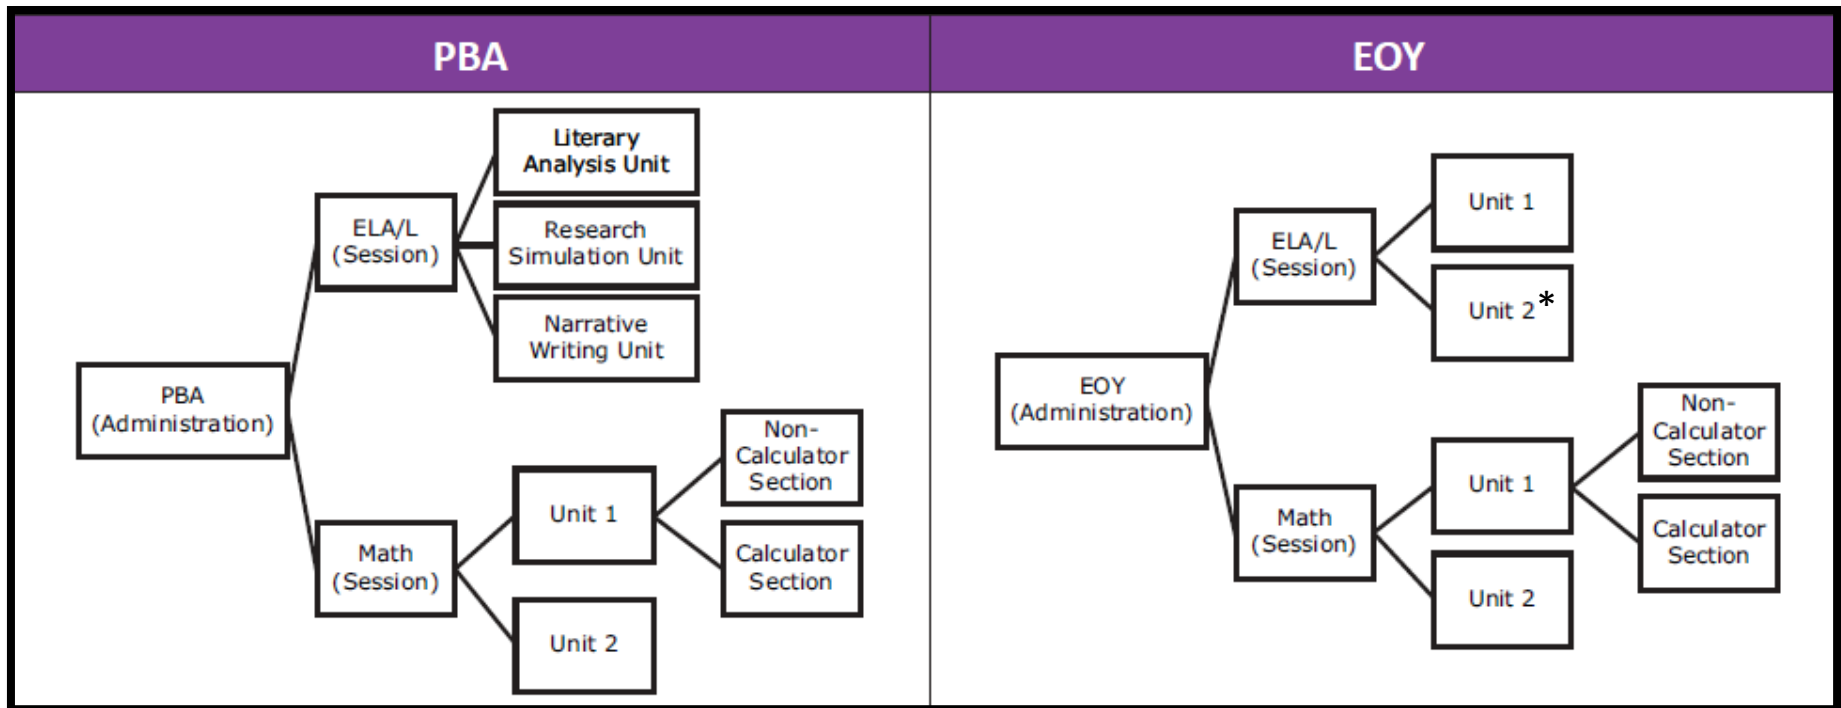 PBA
EOY
Literary
Analysis Unit
ELA/L
(Session)
Research
Simulation Unit
Narrative
Writing Unit
PBA
(Administration)
Non-
Calculator
Section
Unit 1
Math
(Session)
Calculator
Section
Unit 2
Unit 1
ELA/L
(Session)
Unit 2*
EOY
(Administration)
Non-
Calculator
Section
Unit 1
Math
(Session)
Calculator
Section
Unit 2